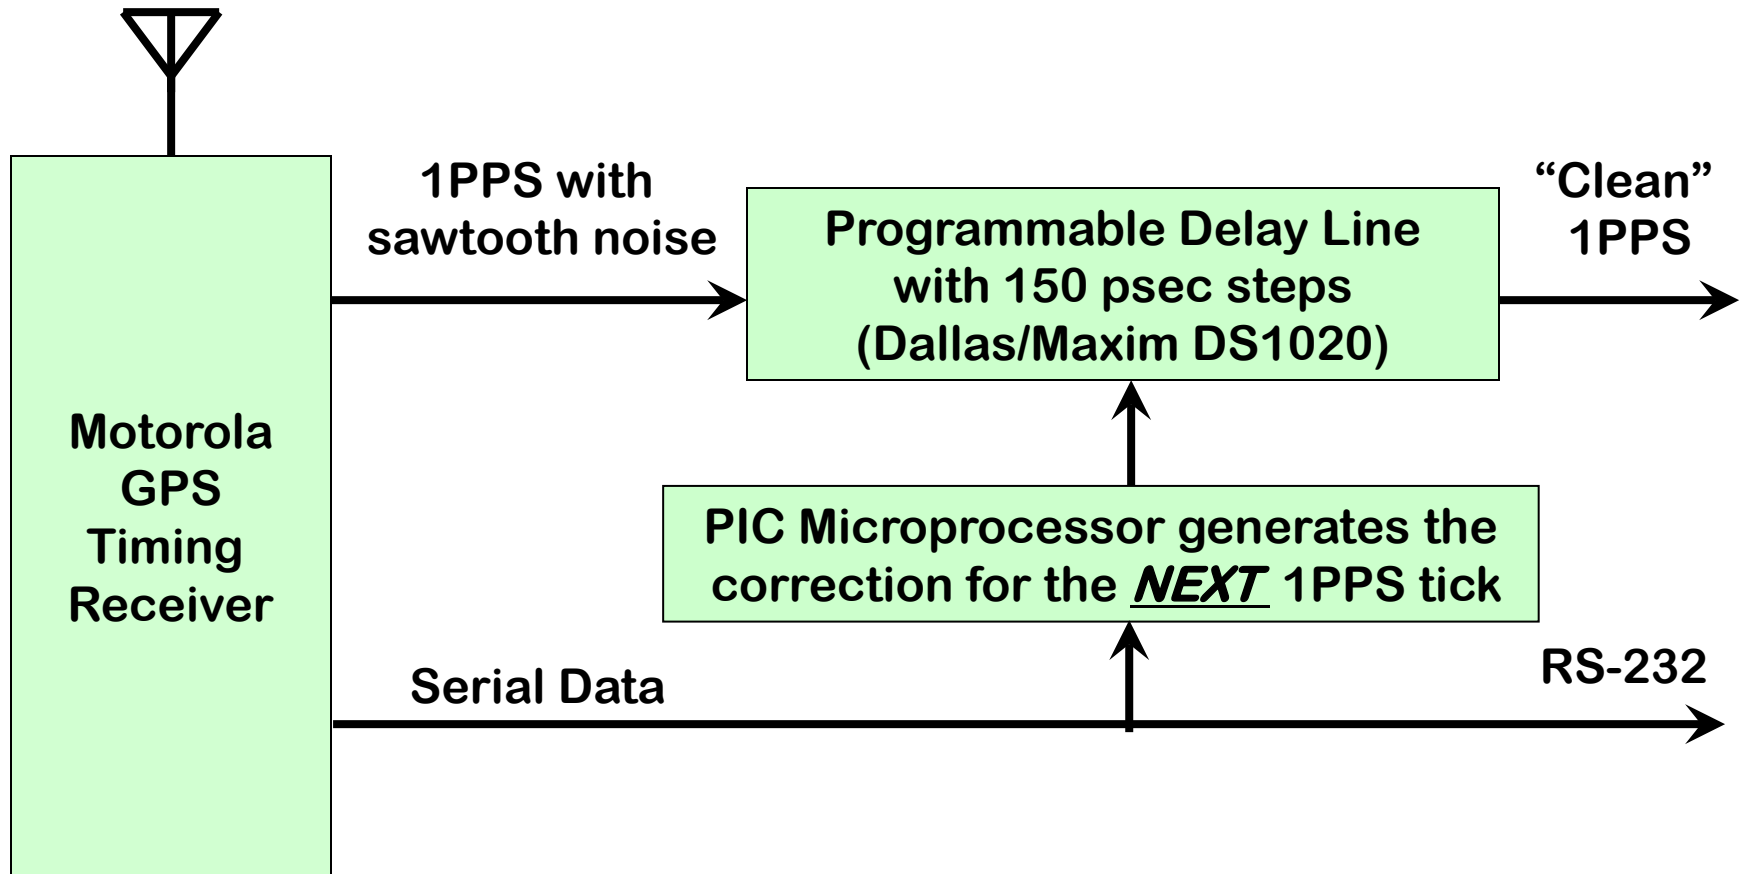 1PPS with
sawtooth noise
“Clean”
1PPS
Programmable Delay Line
with 150 psec steps
(Dallas/Maxim DS1020)
Motorola
GPS
Timing
Receiver
PIC Microprocessor generates the
correction for the NEXT 1PPS tick
Serial Data
RS-232